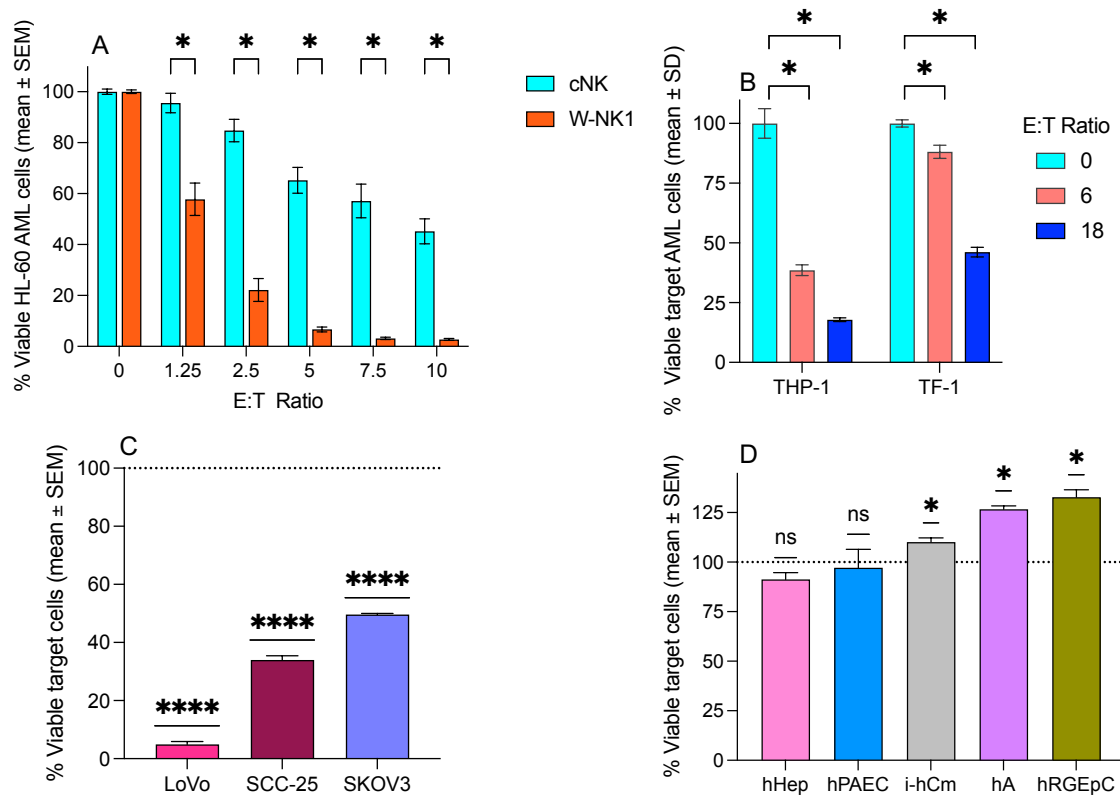 A
* * * * *
% Viable HL-60 AML cells (mean ± SEM)
100
80
60
40
20
0
0 1.25 2.5 5 7.5 10
E:T Ratio
cNK
W-NK1
B
* *
* *
% Viable target AML cells (mean ± SD)
100
75
50
25
0
THP-1 TF-1
E:T Ratio
0
6
18
C
% Viable target cells (mean ± SEM)
100
80
60
40
20
0
****
****
****
LoVo SCC-25 SKOV3
D
% Viable target cells (mean ± SEM)
125
100
75
50
25
0
ns ns * * *
hHep hPAEC i-hCm hA hRGEpC